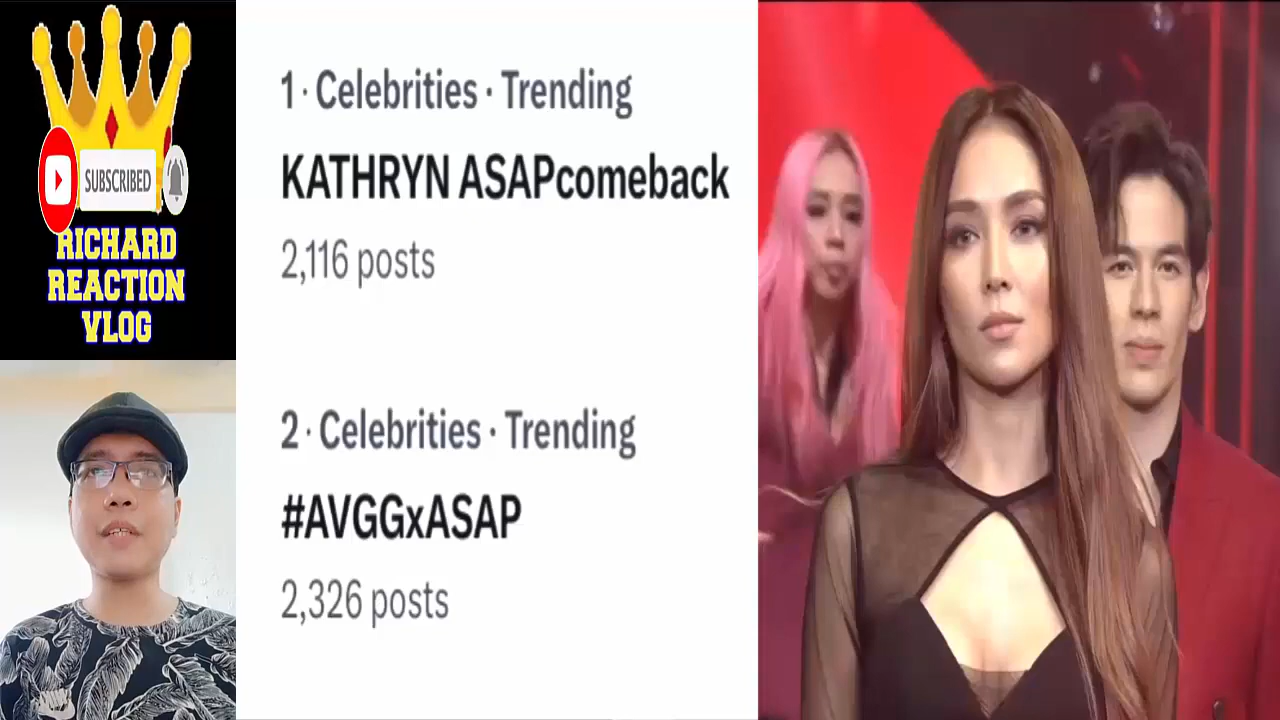 SUBSCRIBED
RICHARD
REACTION
VLOG
1 · Celebrities · Trending
KATHRYN ASAPcomeback
2,116 posts
2 · Celebrities · Trending
#AVGGxASAP
2,326 posts